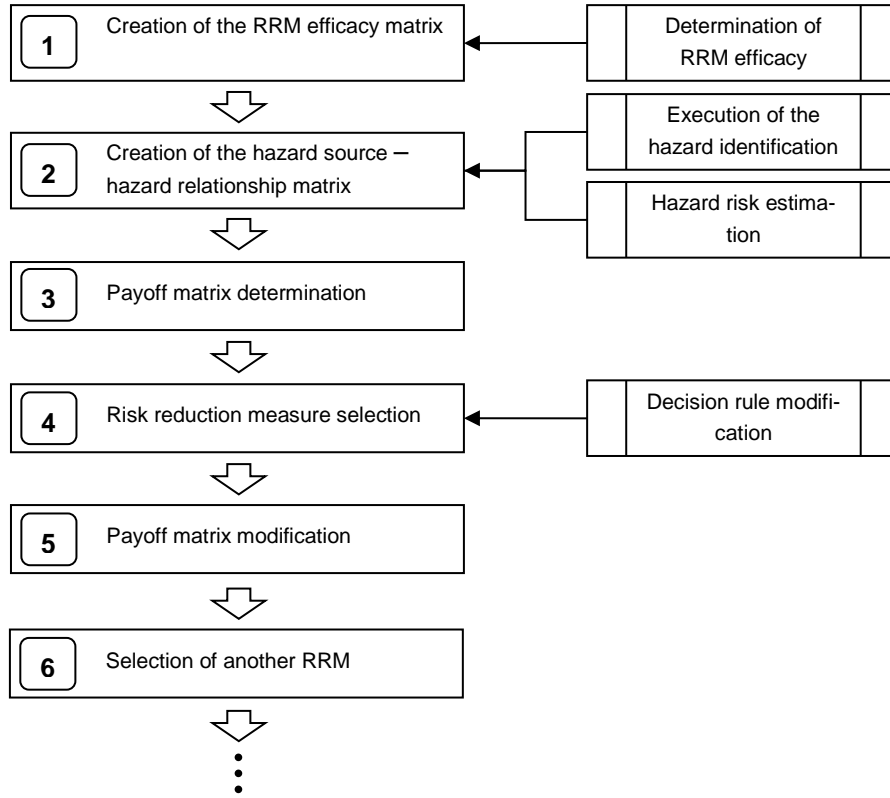 1
Creation of the RRM efficacy matrix
Determination of
RRM efficacy
2
Creation of the hazard source –
hazard relationship matrix
Execution of the
hazard identification
Hazard risk estima-
tion
3
Payoff matrix determination
4
Risk reduction measure selection
Decision rule modifi-
cation
5
Payoff matrix modification
6
Selection of another RRM